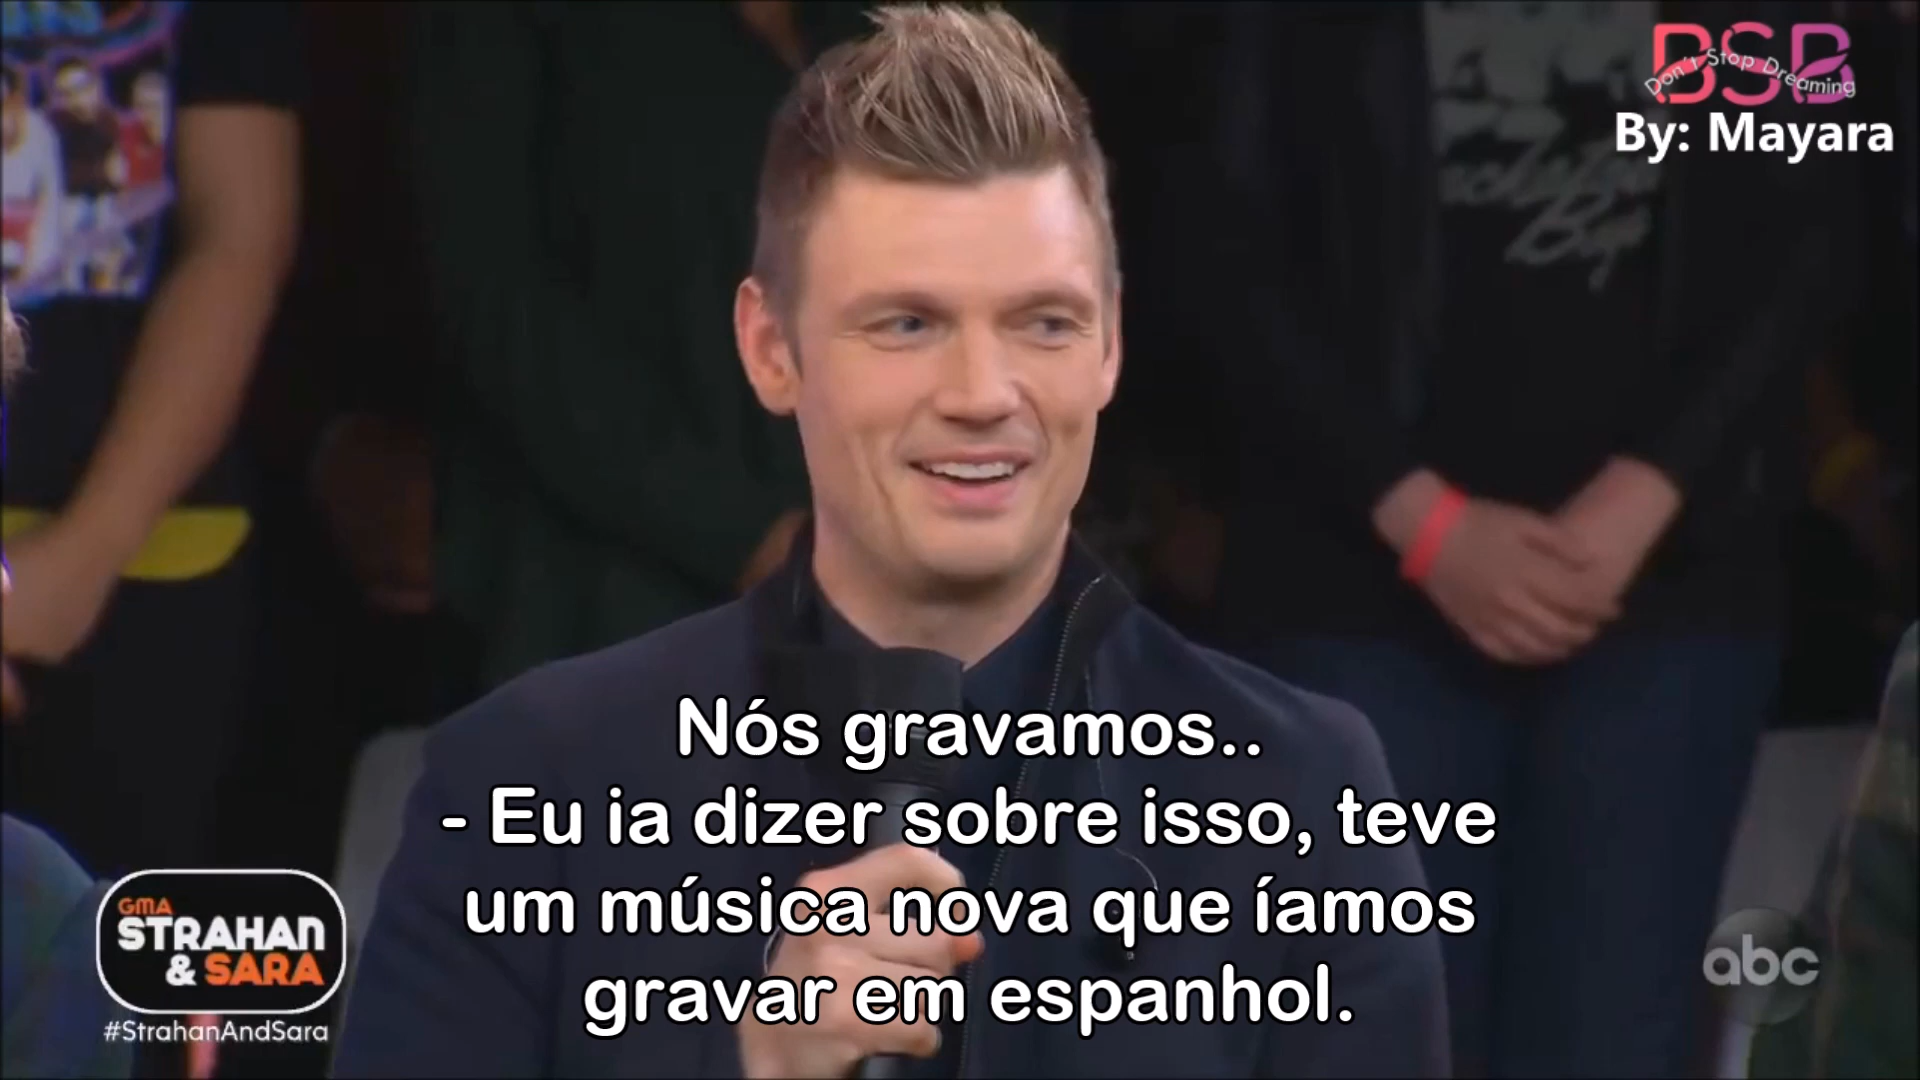 BSB
Don't Stop Dreaming
By: Mayara
Nós gravamos..
- Eu ia dizer sobre isso, teve
um música nova que íamos
gravar em espanhol.
GMA
STRAHAN
& SARA
#StrahanAndSara
abc